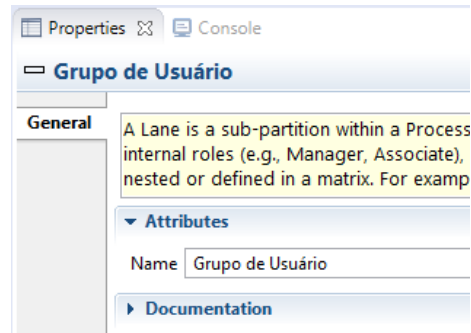 Properties Console
Grupo de Usuário
General
A Lane is a sub-partition within a Process
internal roles (e.g., Manager, Associate),
nested or defined in a matrix. For examp
Attributes
Name Grupo de Usuário
Documentation